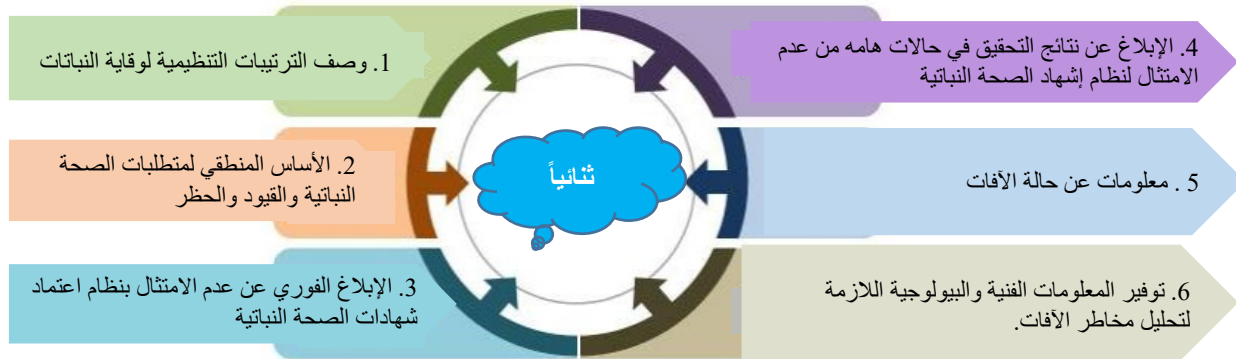 1. وصف الترتيبات التنظيمية لوقاية النباتات
2. الأساس المنطقي لمتطلبات الصحة
النباتية والقيود والحظر
3. الإبلاغ الفوري عن عدم الامتثال بنظام اعتماد
شهادات الصحة النباتية
ثنائياً
4. الإبلاغ عن نتائج التحقيق في حالات هامه من عدم
الامتثال لنظام إشهاد الصحة النباتية
5 . معلومات عن حالة الآفات
6. توفير المعلومات الفنية والبيولوجية اللازمة
لتحليل مخاطر الآفات.